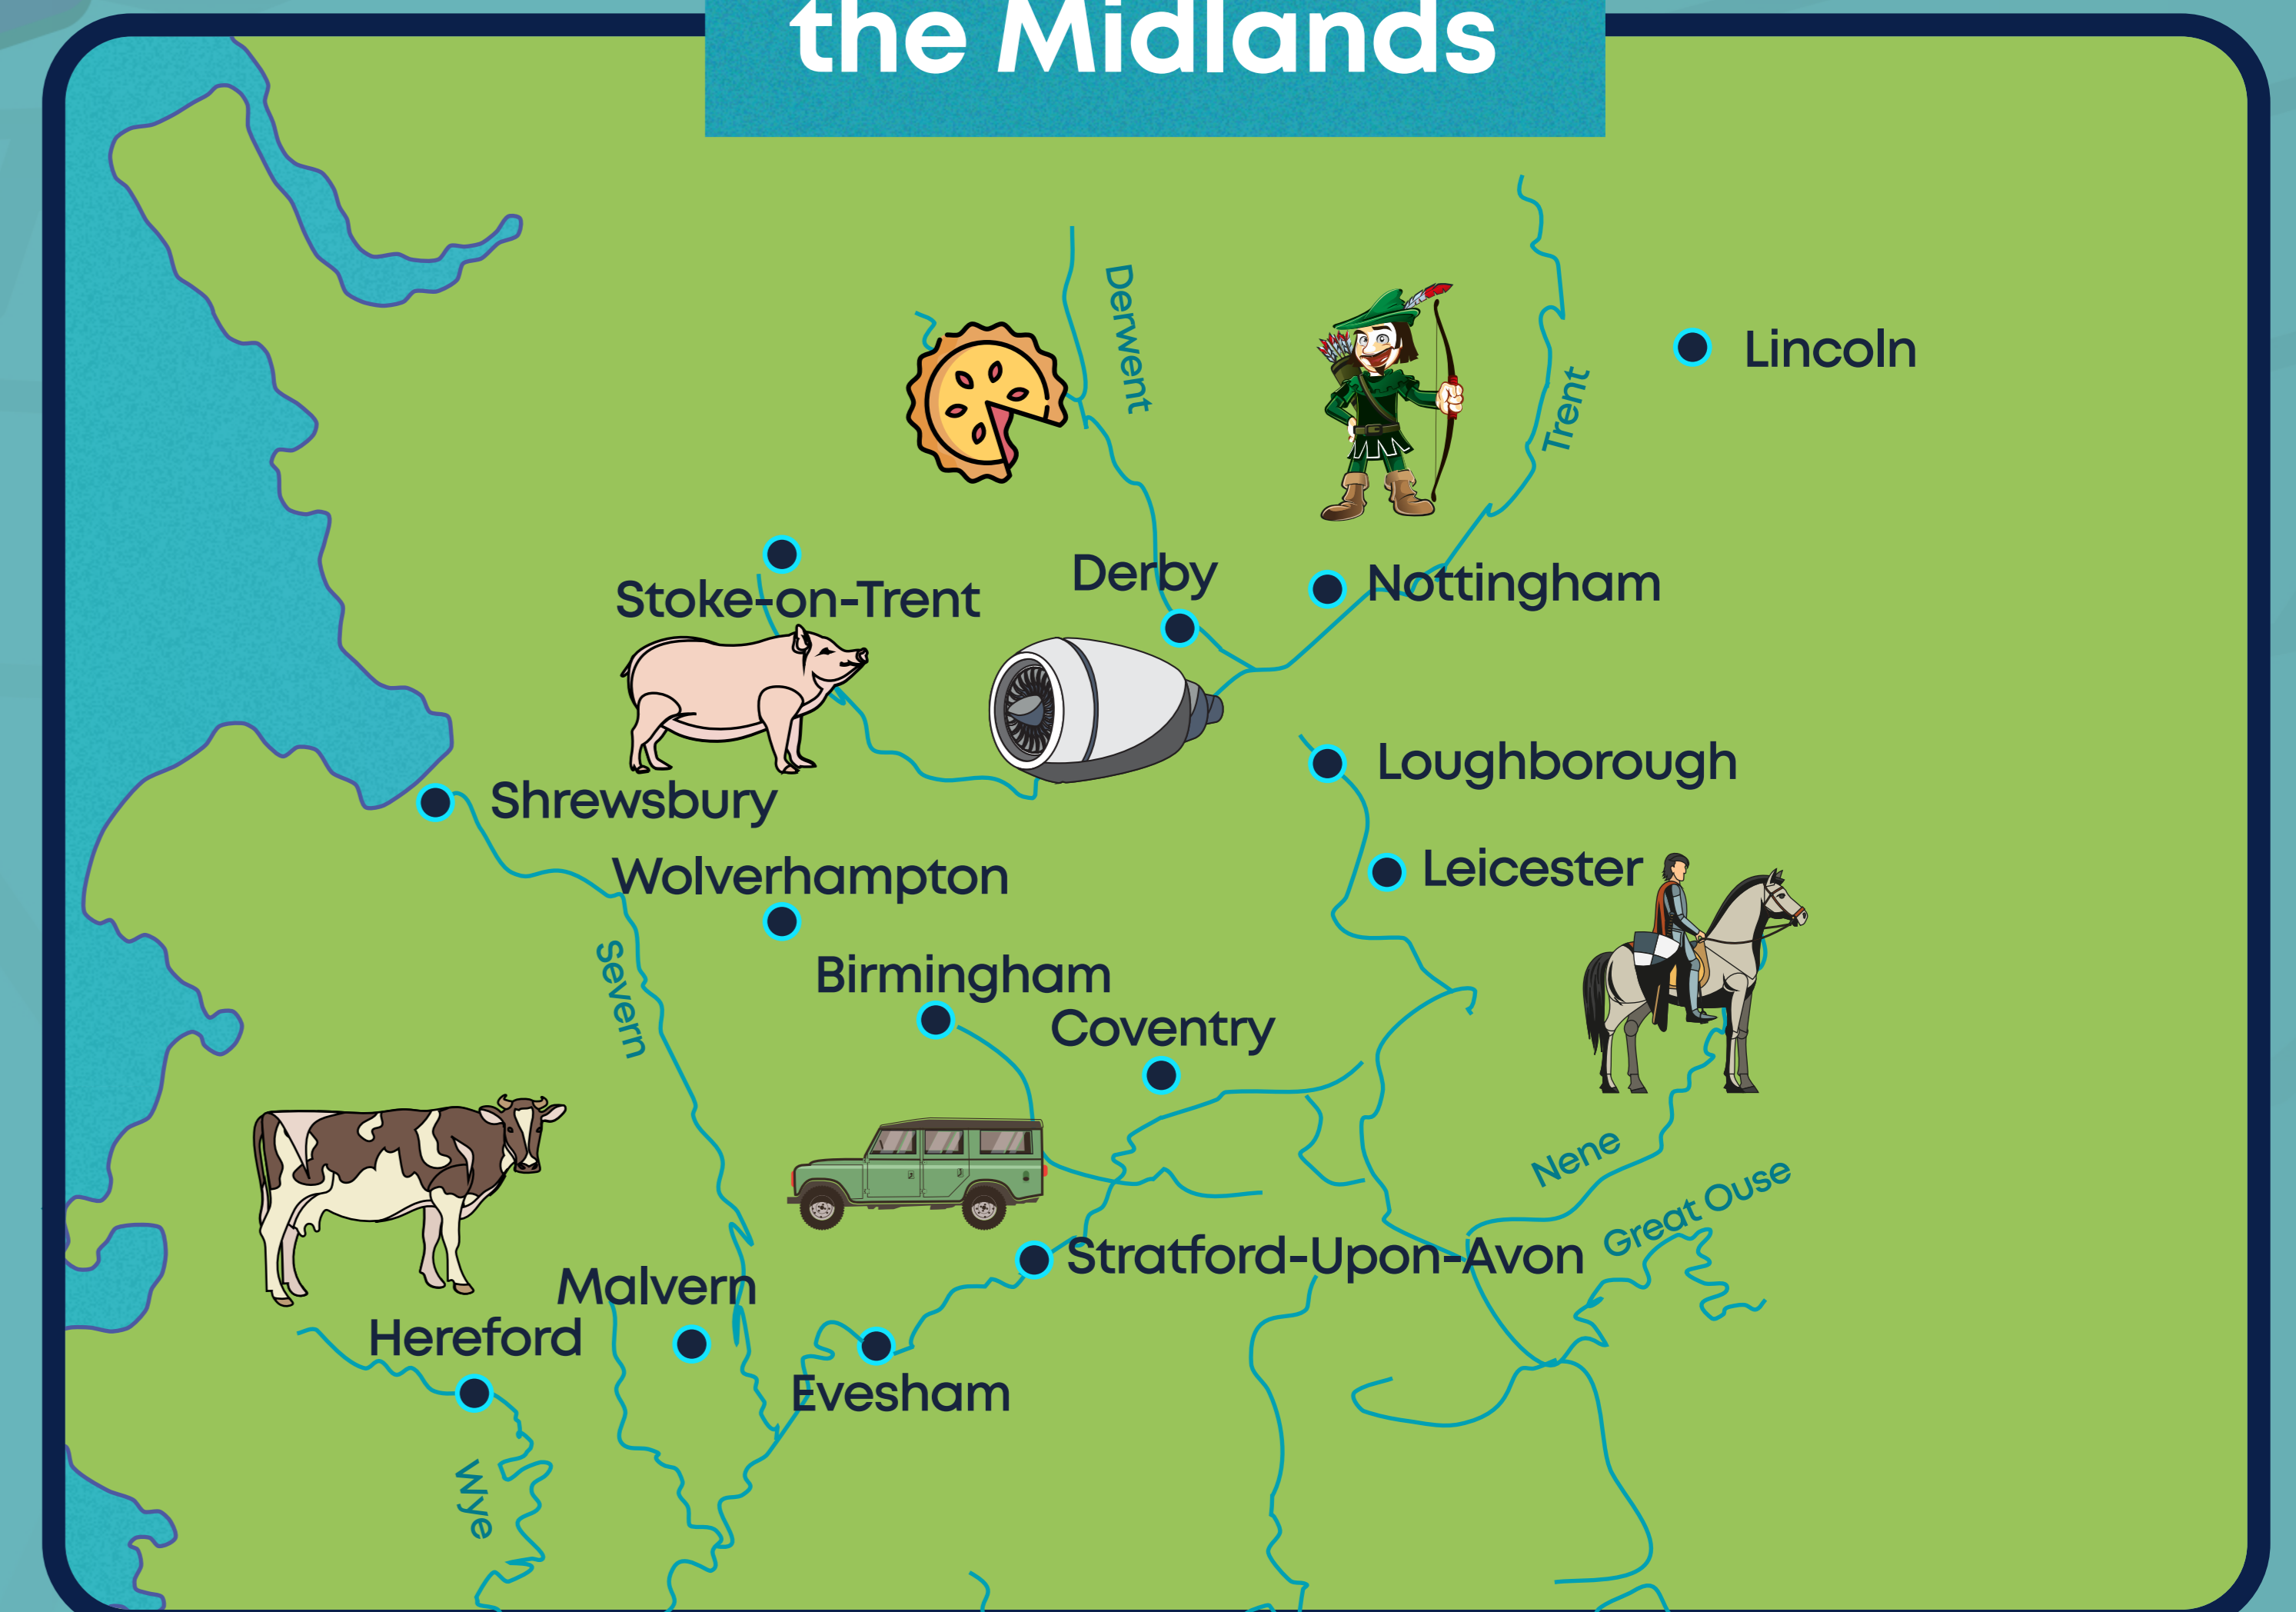 the Midlands
Derwent
Lincoln
Trent
Stoke-on-Trent
Derby
Nottingham
Loughborough
Shrewsbury
Wolverhampton
Leicester
Severn
Birmingham
Coventry
Nene
Great Ouse
Stratford-Upon-Avon
Malvern
Hereford
Evesham
Wye